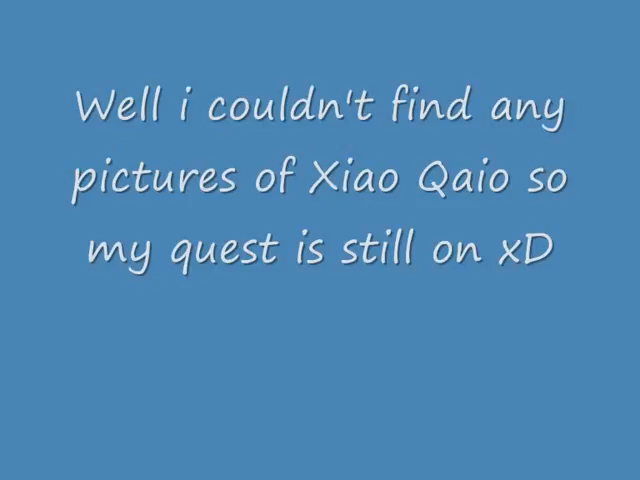 Well i couldn't find any
pictures of Xiao Qaio so
my quest is still on xD